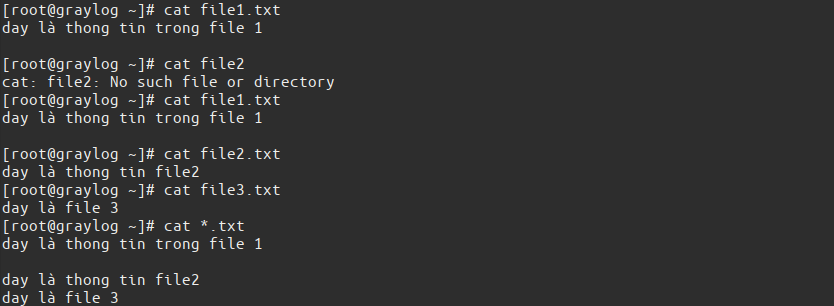 [root@graylog ~]# cat file1.txt
day là thong tin trong file 1

[root@graylog ~]# cat file2
cat: file2: No such file or directory
[root@graylog ~]# cat file1.txt
day là thong tin trong file 1

[root@graylog ~]# cat file2.txt
day là thong tin file2
[root@graylog ~]# cat file3.txt
day là file 3
[root@graylog ~]# cat *.txt
day là thong tin trong file 1

day là thong tin file2
day là file 3